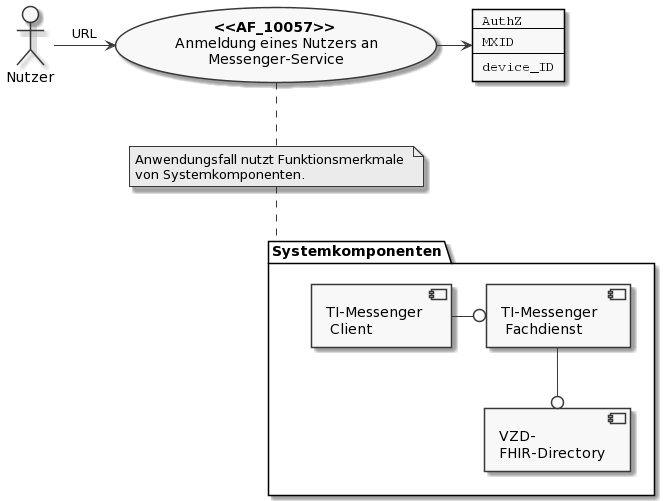 Nutzer
URL
<<AF_10057>>
Anmeldung eines Nutzers an
Messenger-Service
AuthZ
MXID
device_ID
Anwendungsfall nutzt Funktionsmerkmale
von Systemkomponenten.
Systemkomponenten
TI-Messenger
Client
TI-Messenger
Fachdienst
VZD-
FHIR-Directory